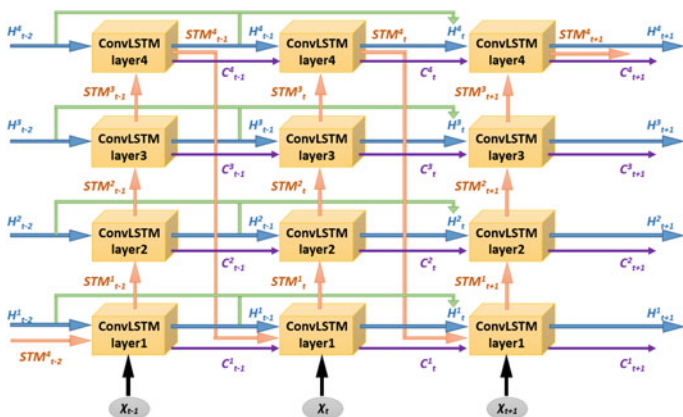 H⁴t-2 ConvLSTM layer4 STM⁴t-1 H⁴t-1 ConvLSTM layer4 STM⁴t H⁴t ConvLSTM layer4 STM⁴t+1 H⁴t+1
C⁴t-1 C⁴t C⁴t+1
STM³t-1 STM³t STM³t+1
H³t-2 ConvLSTM layer3 H³t-1 ConvLSTM layer3 H³t ConvLSTM layer3 H³t+1
C³t-1 C³t C³t+1
STM²t-1 STM²t STM²t+1
H²t-2 ConvLSTM layer2 H²t-1 ConvLSTM layer2 H²t ConvLSTM layer2 H²t+1
C²t-1 C²t C²t+1
STM¹t-1 STM¹t STM¹t+1
H¹t-2 ConvLSTM layer1 H¹t-1 ConvLSTM layer1 H¹t ConvLSTM layer1 H¹t+1
STM⁴t-2 C¹t-1 C¹t C¹t+1
χt-1 χt χt+1